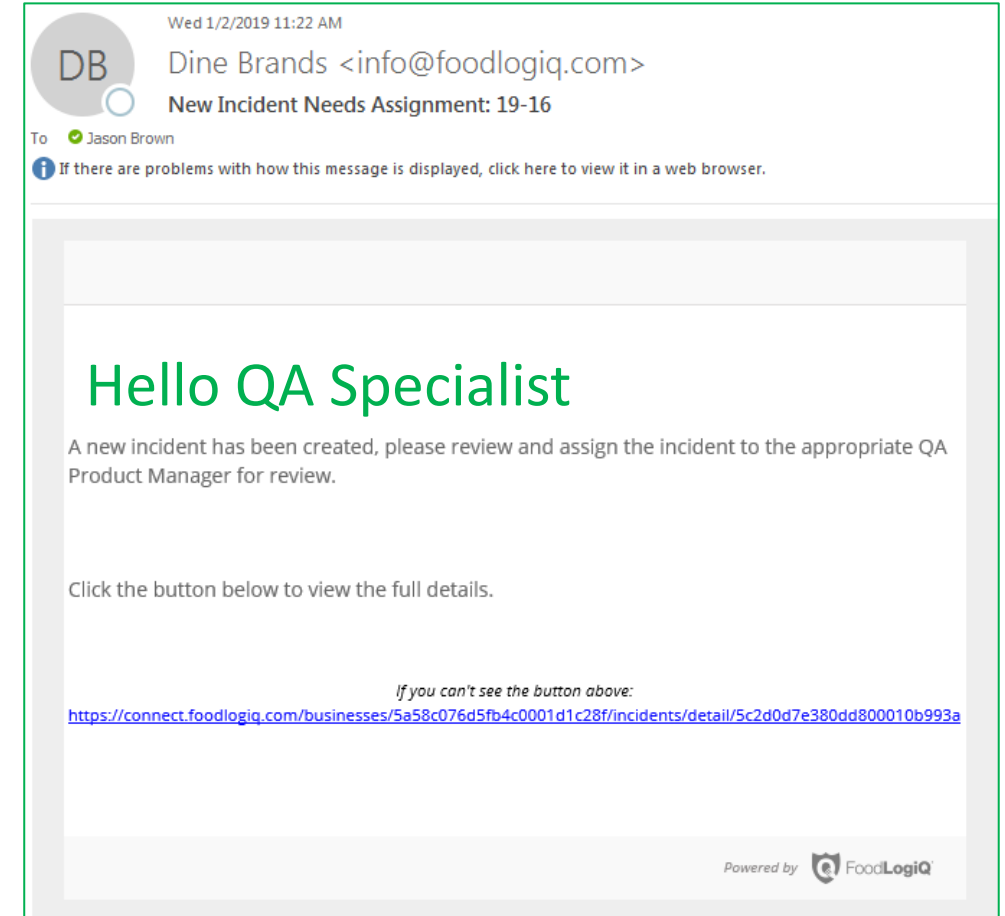 Wed 1/2/2019 11:22 AM
DB
Dine Brands <info@foodlogiq.com>
New Incident Needs Assignment: 19-16
To Jason Brown
If there are problems with how this message is displayed, click here to view it in a web browser.
Hello QA Specialist
A new incident has been created, please review and assign the incident to the appropriate QA
Product Manager for review.
Click the button below to view the full details.
If you can't see the button above:
https://connect.foodlogiq.com/businesses/5a58c076d5fb4c0001d1c28f/incidents/detail/5c2d0d7e380dd800010b993a
Powered by FoodLogiQ